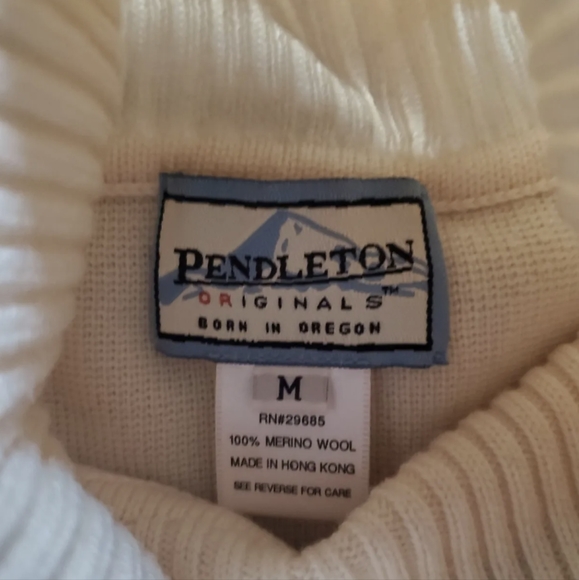 PENDLETON
ORIGINALS™
BORN IN OREGON
M
RN#29685
100% MERINO WOOL
MADE IN HONG KONG
SEE REVERSE FOR CARE